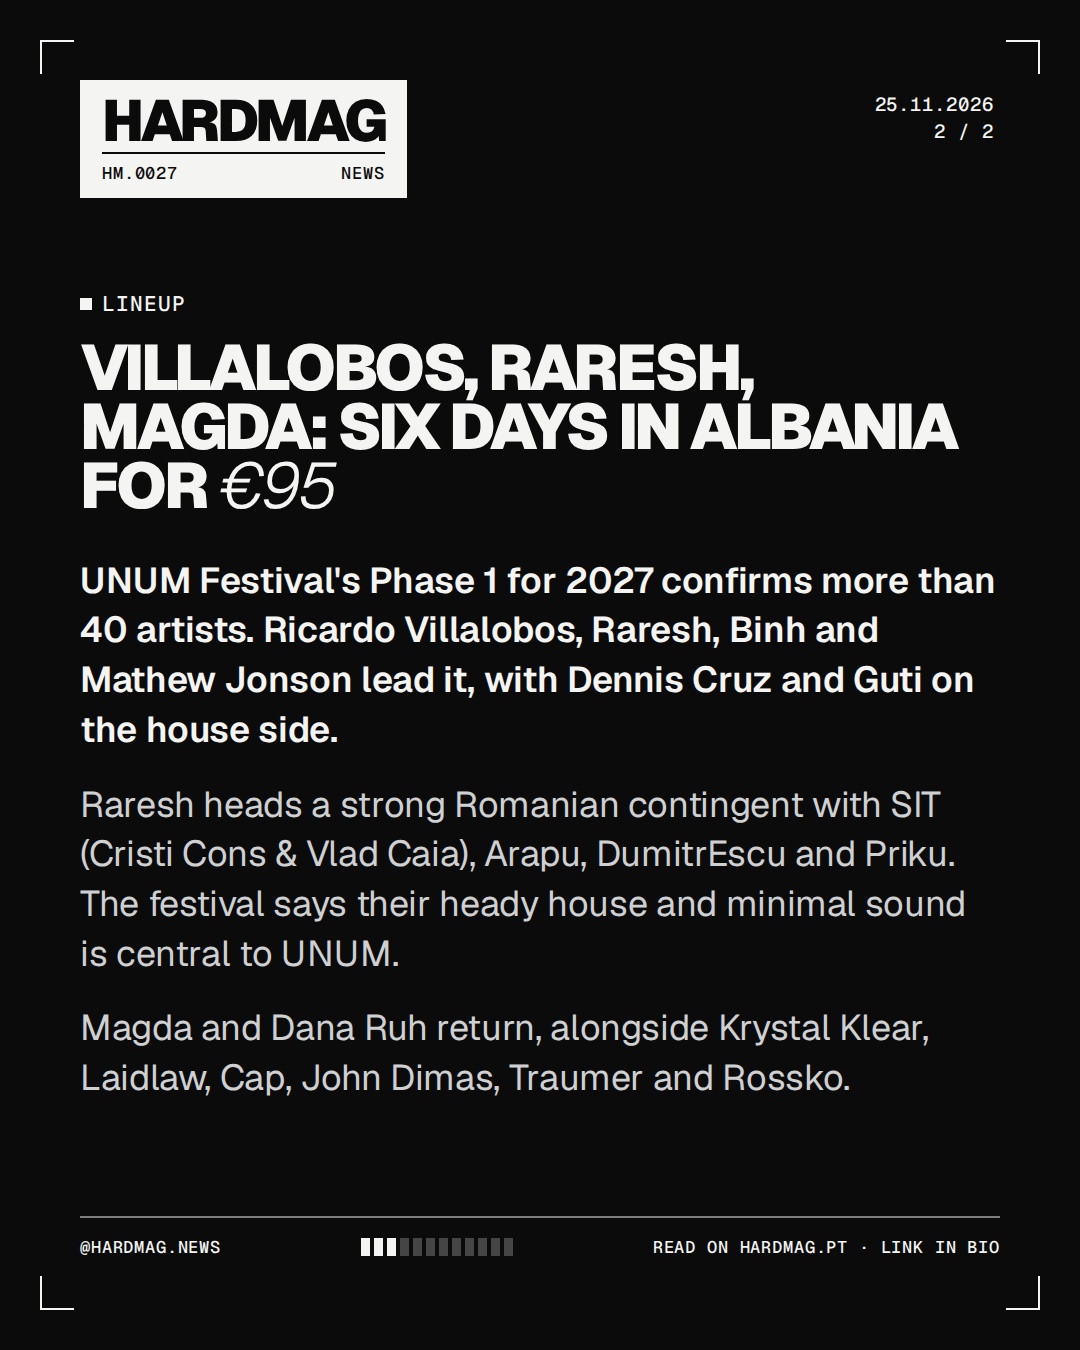 HARDMAG
HM.0027 NEWS
25.11.2026
2 / 2
LINEUP
VILLALOBOS, RARESH,
MAGDA: SIX DAYS IN ALBANIA
FOR €95
UNUM Festival's Phase 1 for 2027 confirms more than
40 artists. Ricardo Villalobos, Raresh, Binh and
Mathew Jonson lead it, with Dennis Cruz and Guti on
the house side.
Raresh heads a strong Romanian contingent with SIT
(Cristi Cons & Vlad Caia), Arapu, DumitrEscu and Priku.
The festival says their heady house and minimal sound
is central to UNUM.
Magda and Dana Ruh return, alongside Krystal Klear,
Laidlaw, Cap, John Dimas, Traumer and Rossko.
@HARDMAG.NEWS
READ ON HARDMAG.PT · LINK IN BIO